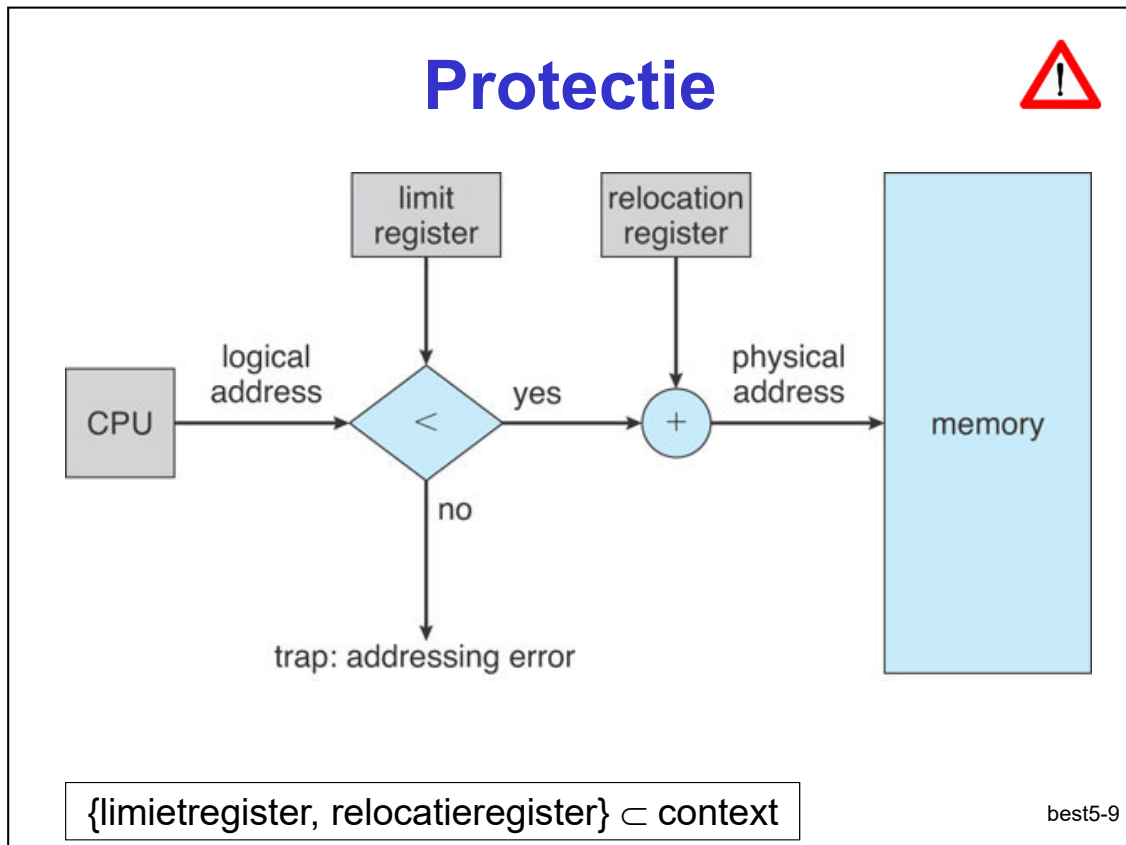 Protectie
!
limit
register
relocation
register
logical
address
physical
address
CPU
<
yes
+
memory
no
trap: addressing error
{limietregister, relocatieregister} ⊂ context
best5-9